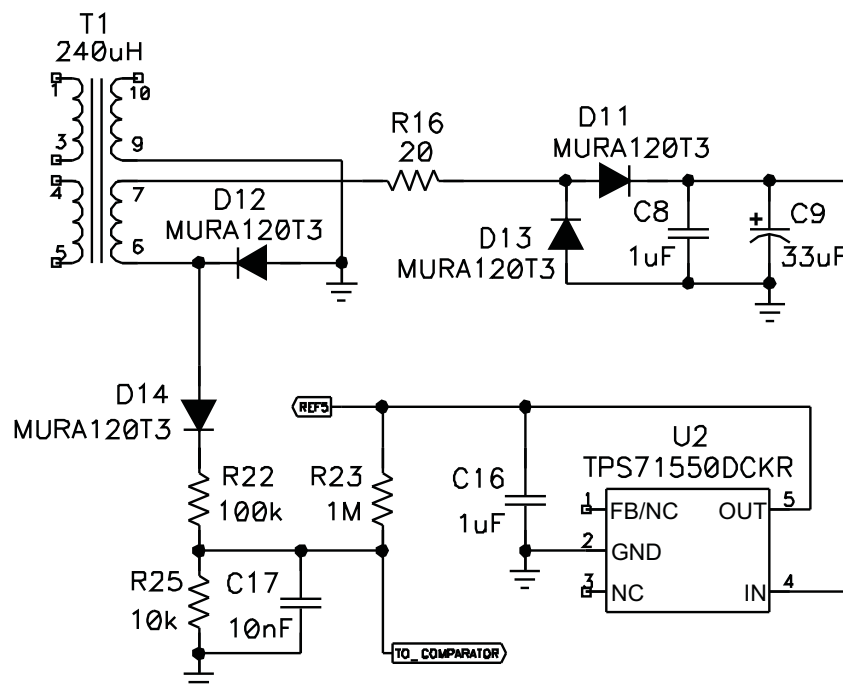 T1
240uH
1
10
3
9
4
7
5
6
R16
20
D11
MURA120T3
D12
MURA120T3
D13
MURA120T3
C8
1uF
+
C9
33uF
D14
MURA120T3
REF5
R22
100k
R23
1M
C16
1uF
U2
TPS71550DCKR
1
FB/NC
OUT
5
2
GND
3
NC
IN
4
R25
10k
C17
10nF
TO_COMPARATOR